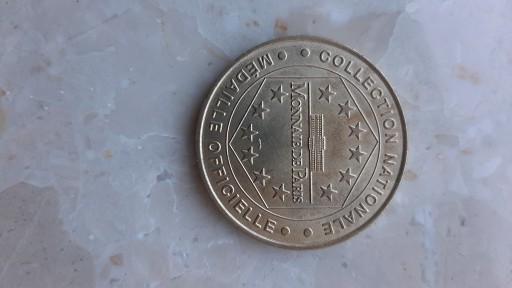 COLLECTION NATIONALE
MONNAIE DE PARIS
MÉDAILLE OFFICIELLE